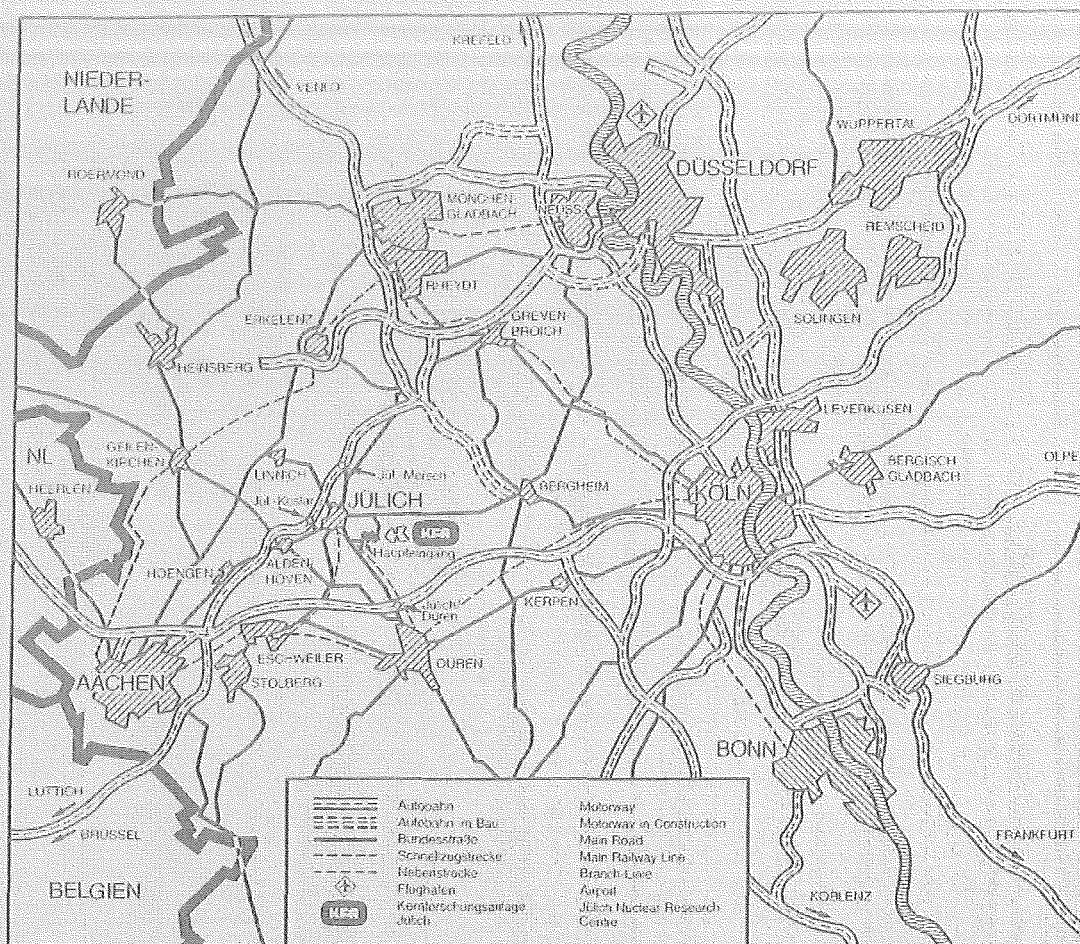 KREFELD
NIEDER-
LANDE
VENLO
DORTMUND
WUPPERTAL
DÜSSELDORF
ROERMOND
MÖNCHEN-
GLADBACH
NEUSS
REMSCHEID
RHEYDT
ERKELENZ
GREVEN-
BROICH
SOLINGEN
HEINSBERG
LEVERKUSEN
NL
GEILEN-
KIRCHEN
LINNICH
Jül.-Mersch
BERGHEIM
BERGISCH
GLADBACH
OLPE
HEERLEN
Jül.-Koslar
JÜLICH
KÖLN
KFA
Haupteingang
HOENGEN
ALDEN-
HOVEN
KERPEN
Jülich/
Düren
ESCHWEILER
DÜREN
AACHEN
STOLBERG
SIEGBURG
BONN
LÜTTICH
BRÜSSEL
FRANKFURT
BELGIEN
KOBLENZ
Autobahn Motorway
Autobahn im Bau Motorway in Construction
Bundesstraße Main Road
Schnellzugstrecke Main Railway Line
Nebenstrecke Branch-Line
Flughafen Airport
KFA Kernforschungsanlage Jülich Nuclear Research
Jülich Centre